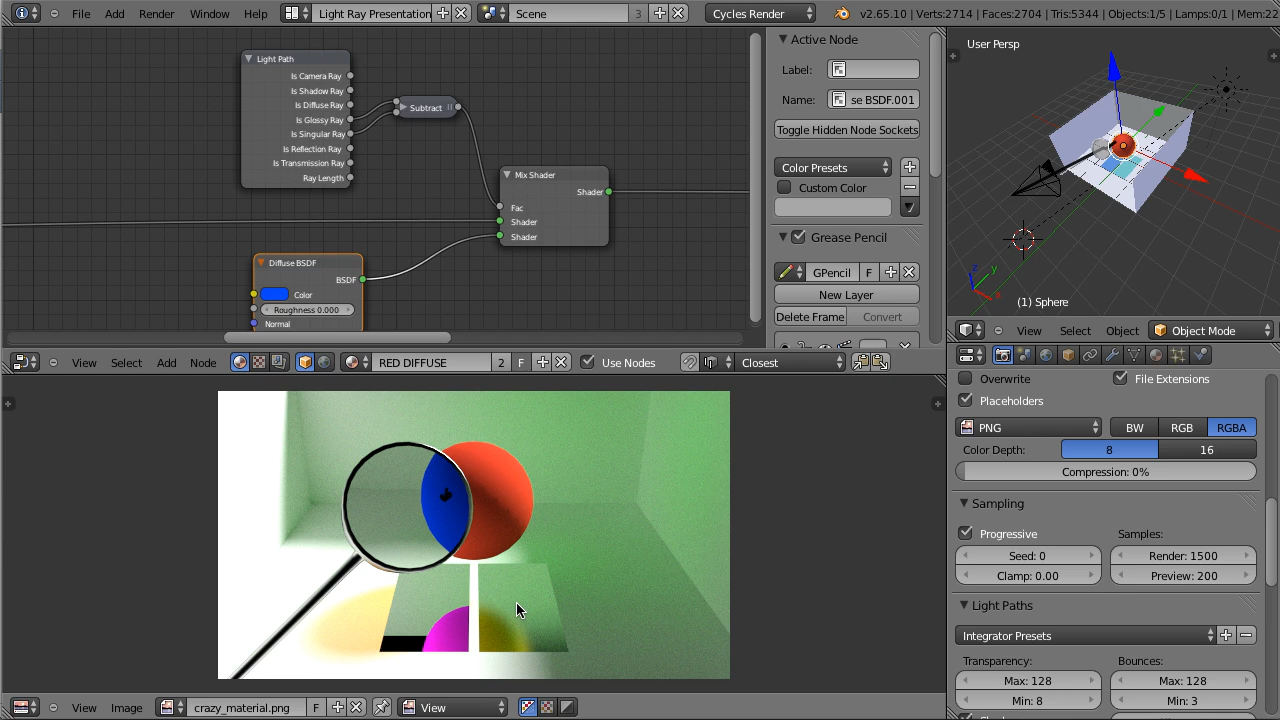 File Add Render Window Help Light Ray Presentation Scene 3 Cycles Render v2.65.10 | Verts:2714 | Faces:2704 | Tris:5344 | Objects:1/5 | Lamps:0/1 | Mem:22
Light Path
Is Camera Ray
Is Shadow Ray
Is Diffuse Ray
Is Glossy Ray
Is Singular Ray
Is Reflection Ray
Is Transmission Ray
Ray Length
Subtract
Mix Shader
Shader
Fac
Shader
Shader
Diffuse BSDF
BSDF
Color
Roughness 0.000
Normal
Active Node
Label:
Name: se BSDF.001
Toggle Hidden Node Sockets
Color Presets
Custom Color
Grease Pencil
GPencil F
New Layer
Delete Frame Convert
User Persp
z
y
x
(1) Sphere
View Select Object Object Mode
View Select Add Node RED DIFFUSE 2 F Use Nodes Closest
Overwrite File Extensions
Placeholders
PNG BW RGB RGBA
Color Depth: 8 16
Compression: 0%
Sampling
Progressive Samples:
Seed: 0 Render: 1500
Clamp: 0.00 Preview: 200
Light Paths
Integrator Presets
Transparency: Bounces:
Max: 128 Max: 128
Min: 8 Min: 3
View Image crazy_material.png F View